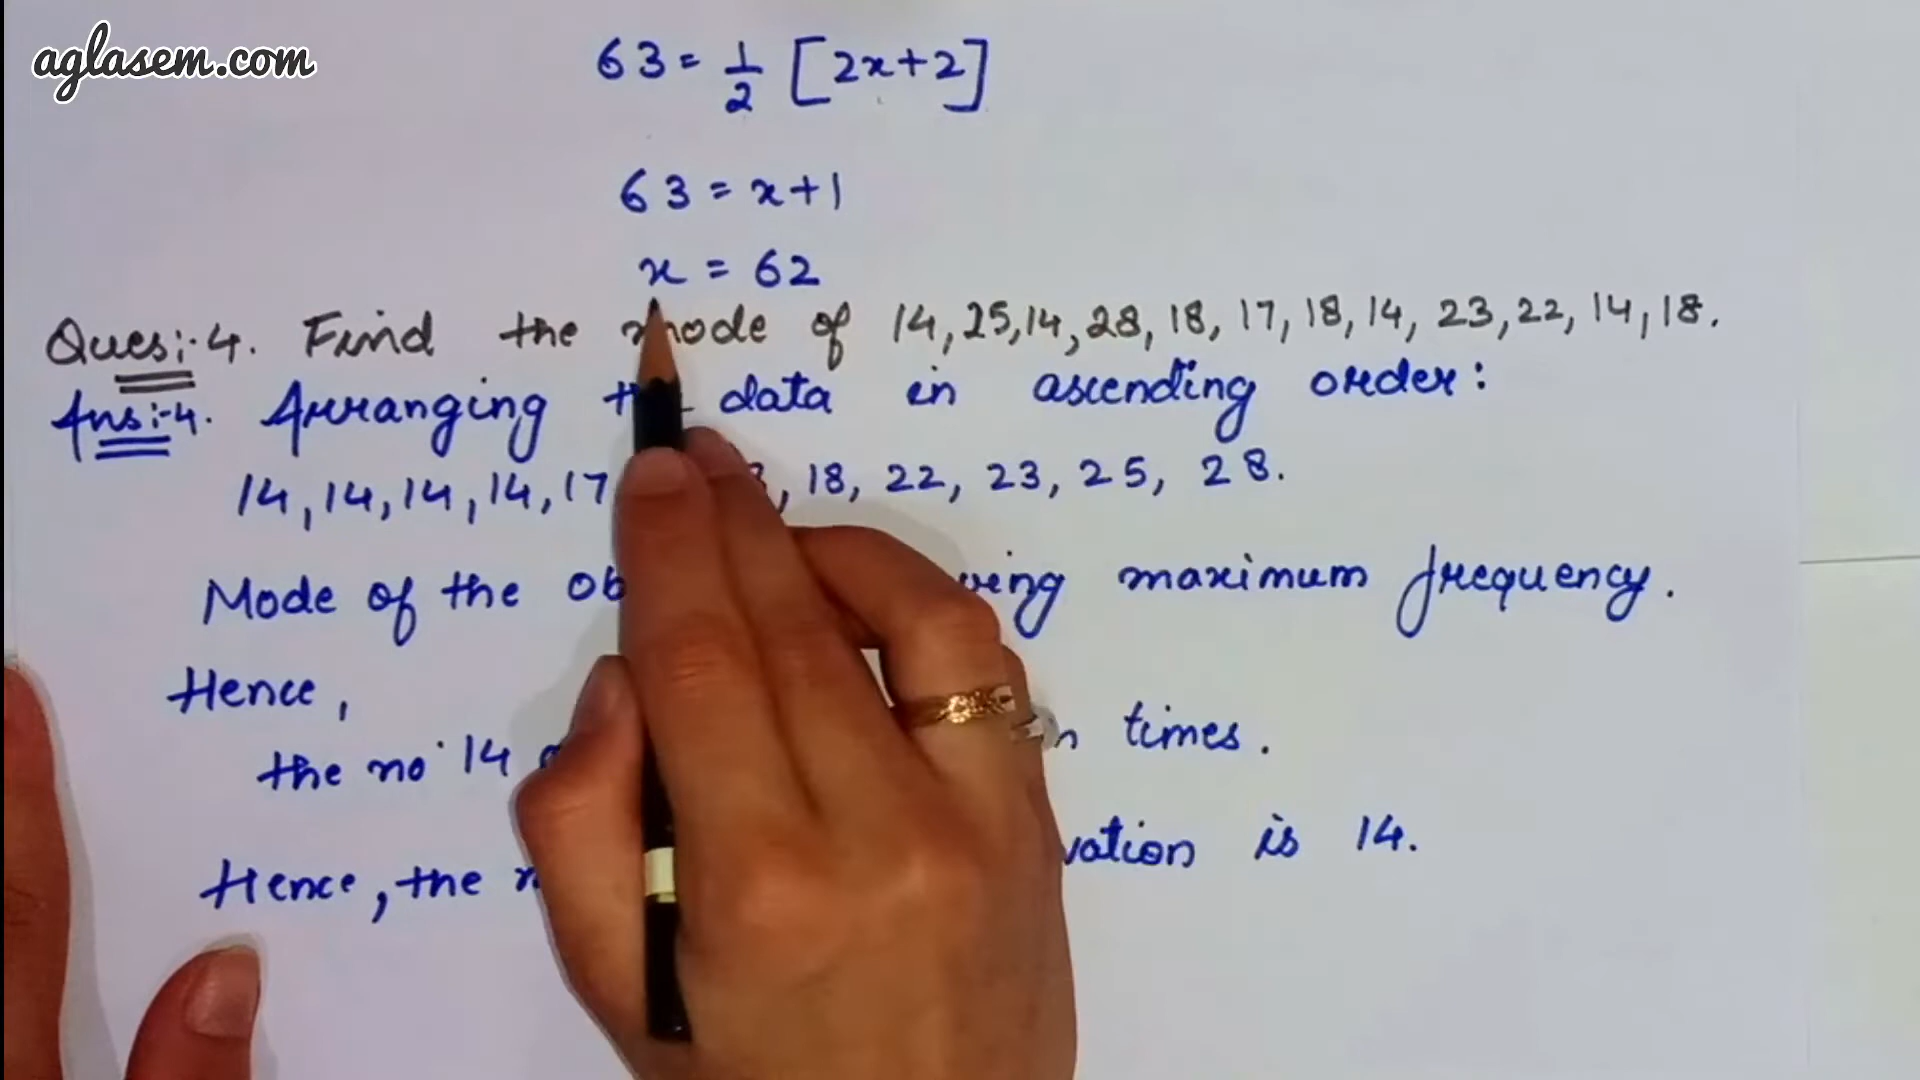 aglasem.com
63 = 1/2 [2x+2]
63 = x+1
x = 62
Ques:-4. Find the mode of 14, 25, 14, 28, 18, 17, 18, 14, 23, 22, 14, 18.
Ans:-4. Arranging data in ascending order:
14, 14, 14, 14, 17 , 18, 22, 23, 25, 28.
Mode of the maximum frequency.
Hence,
the no. 14 times.
Hence, the is 14.